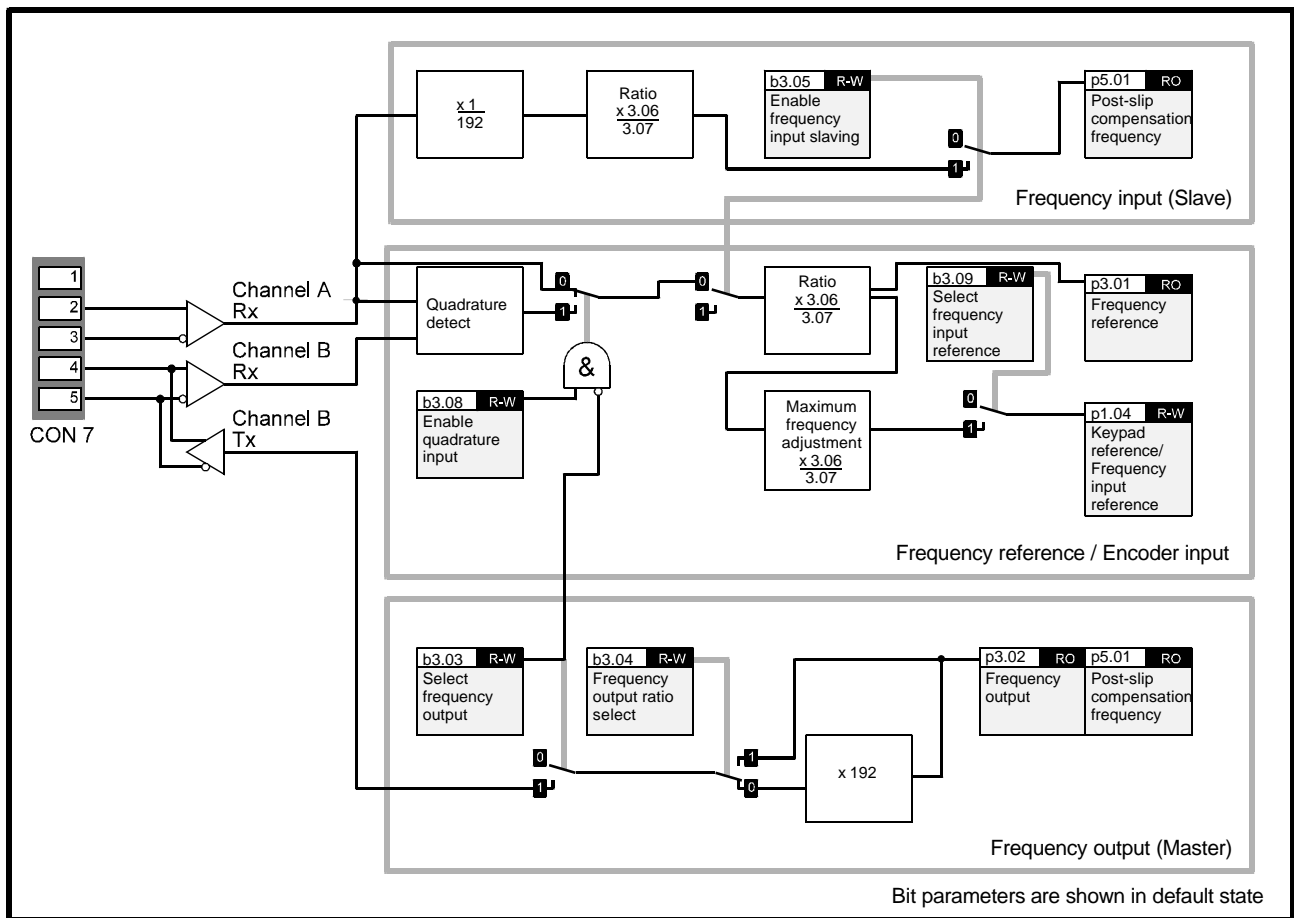 x 1
192
Ratio
x 3.06
3.07
b3.05 R-W
Enable
frequency
input slaving
0
1
p5.01 RO
Post-slip
compensation
frequency
Frequency input (Slave)
1
2
3
4
5
CON 7
Channel A
Rx
Channel B
Rx
Channel B
Tx
Quadrature
detect
0
1
&
b3.08 R-W
Enable
quadrature
input
0
1
Ratio
x 3.06
3.07
Maximum
frequency
adjustment
x 3.06
3.07
b3.09 R-W
Select
frequency
input
reference
0
1
p3.01 RO
Frequency
reference
p1.04 R-W
Keypad
reference/
Frequency
input
reference
Frequency reference / Encoder input
b3.03 R-W
Select
frequency
output
0
1
b3.04 R-W
Frequency
output ratio
select
1
0
x 192
p3.02 RO
Frequency
output
p5.01 RO
Post-slip
compensation
frequency
Frequency output (Master)
Bit parameters are shown in default state